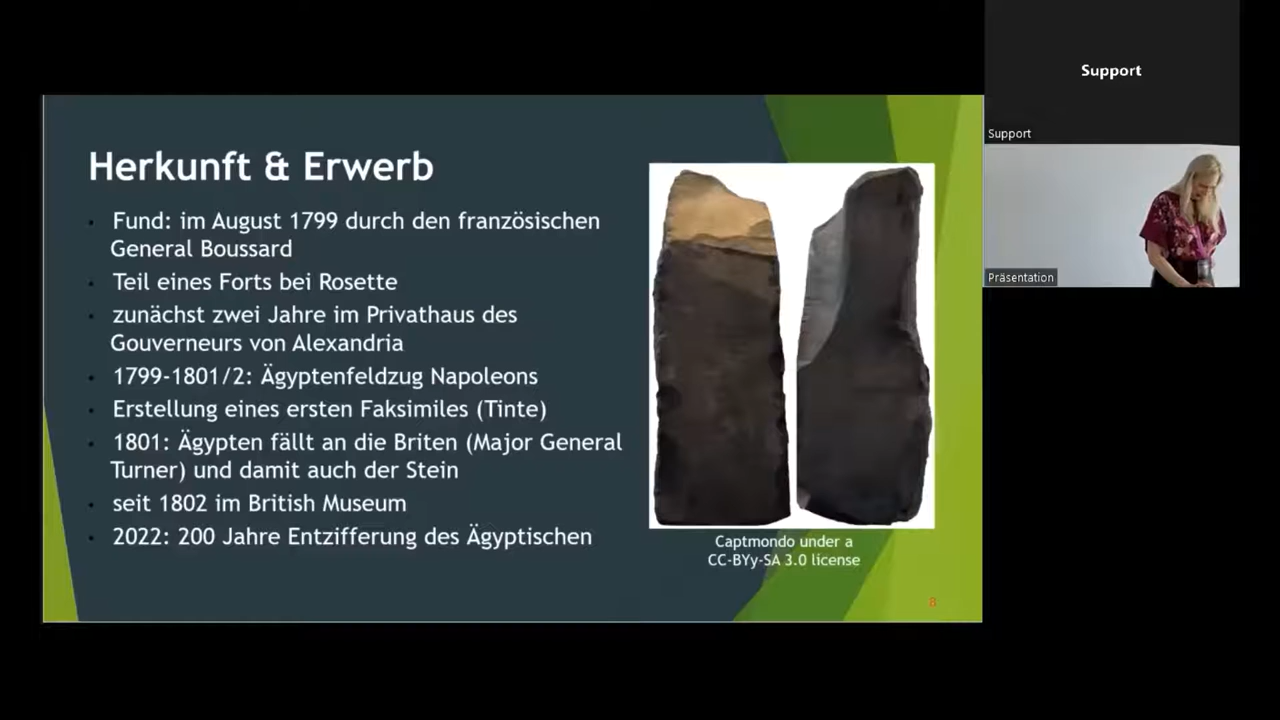 Herkunft & Erwerb
Fund: im August 1799 durch den französischen
General Boussard
Teil eines Forts bei Rosette
zunächst zwei Jahre im Privathaus des
Gouverneurs von Alexandria
1799-1801/2: Ägyptenfeldzug Napoleons
Erstellung eines ersten Faksimiles (Tinte)
1801: Ägypten fällt an die Briten (Major General
Turner) und damit auch der Stein
seit 1802 im British Museum
2022: 200 Jahre Entzifferung des Ägyptischen
Captmondo under a
CC-BYy-SA 3.0 license
8
Support
Support
Präsentation